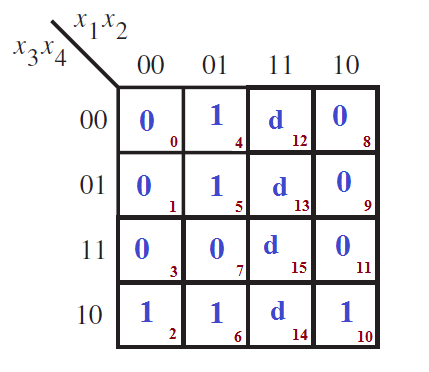 x₁x₂
x₃x₄
00 01 11 10
00 0 0 1 4 d 12 0 8
01 0 1 1 5 d 13 0 9
11 0 3 0 7 d 15 0 11
10 1 2 1 6 d 14 1 10